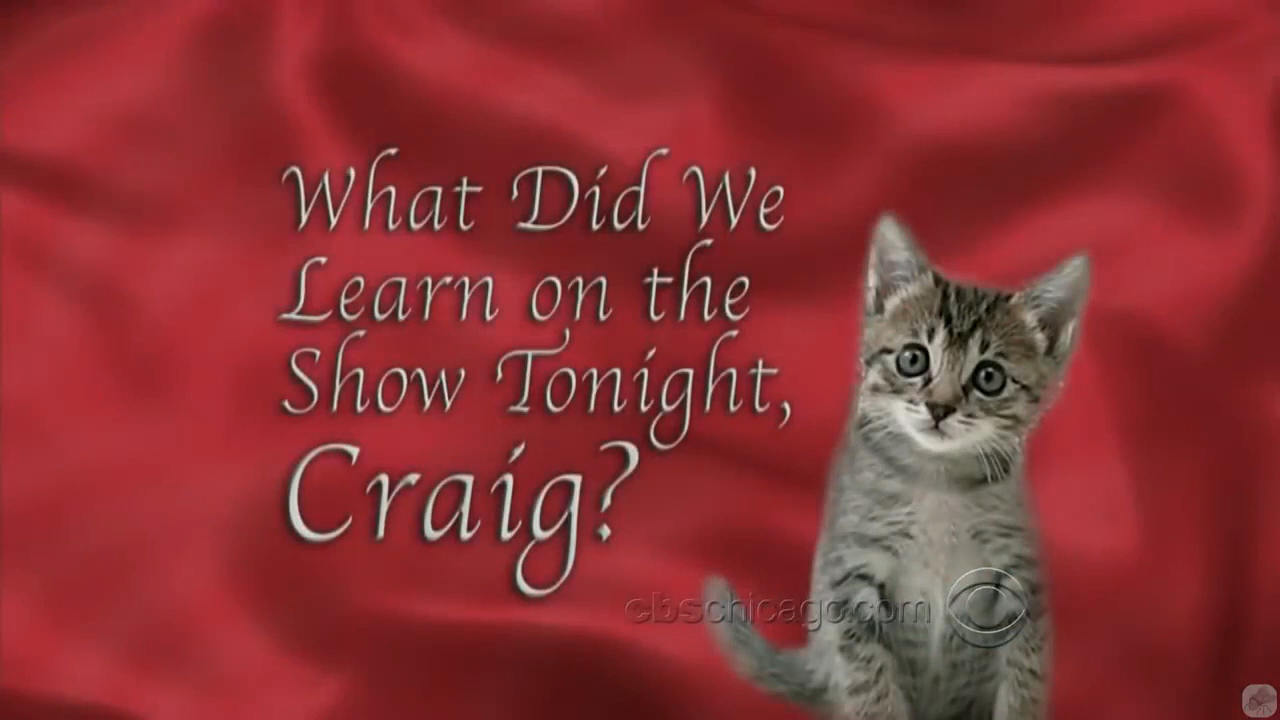 What Did We
Learn on the
Show Tonight,
Craig?
cbschicago.com